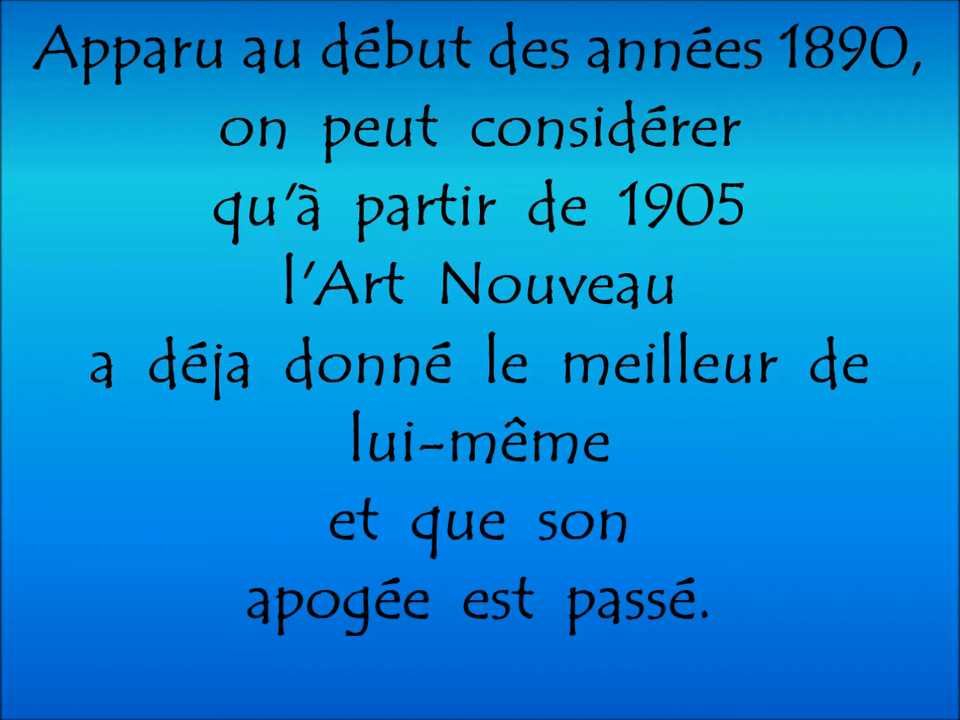 Apparu au début des années 1890,
on peut considérer
qu'à partir de 1905
l'Art Nouveau
a déja donné le meilleur de
lui-même
et que son
apogée est passé.